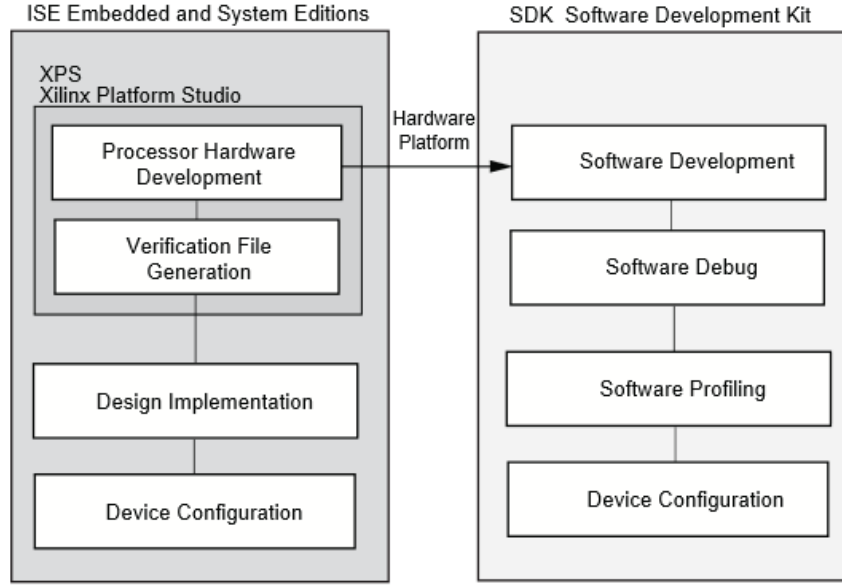 ISE Embedded and System Editions
XPS
Xilinx Platform Studio
Processor Hardware
Development
Verification File
Generation
Design Implementation
Device Configuration
Hardware
Platform
SDK Software Development Kit
Software Development
Software Debug
Software Profiling
Device Configuration